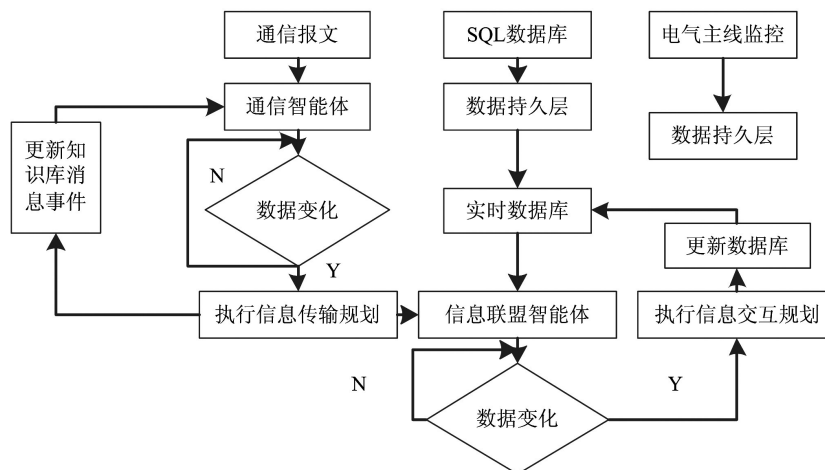 通信报文
SQL数据库
电气主线监控
通信智能体
数据持久层
数据持久层
更新知
识库消
息事件
N
数据变化
实时数据库
更新数据库
Y
执行信息传输规划
信息联盟智能体
执行信息交互规划
N
Y
数据变化